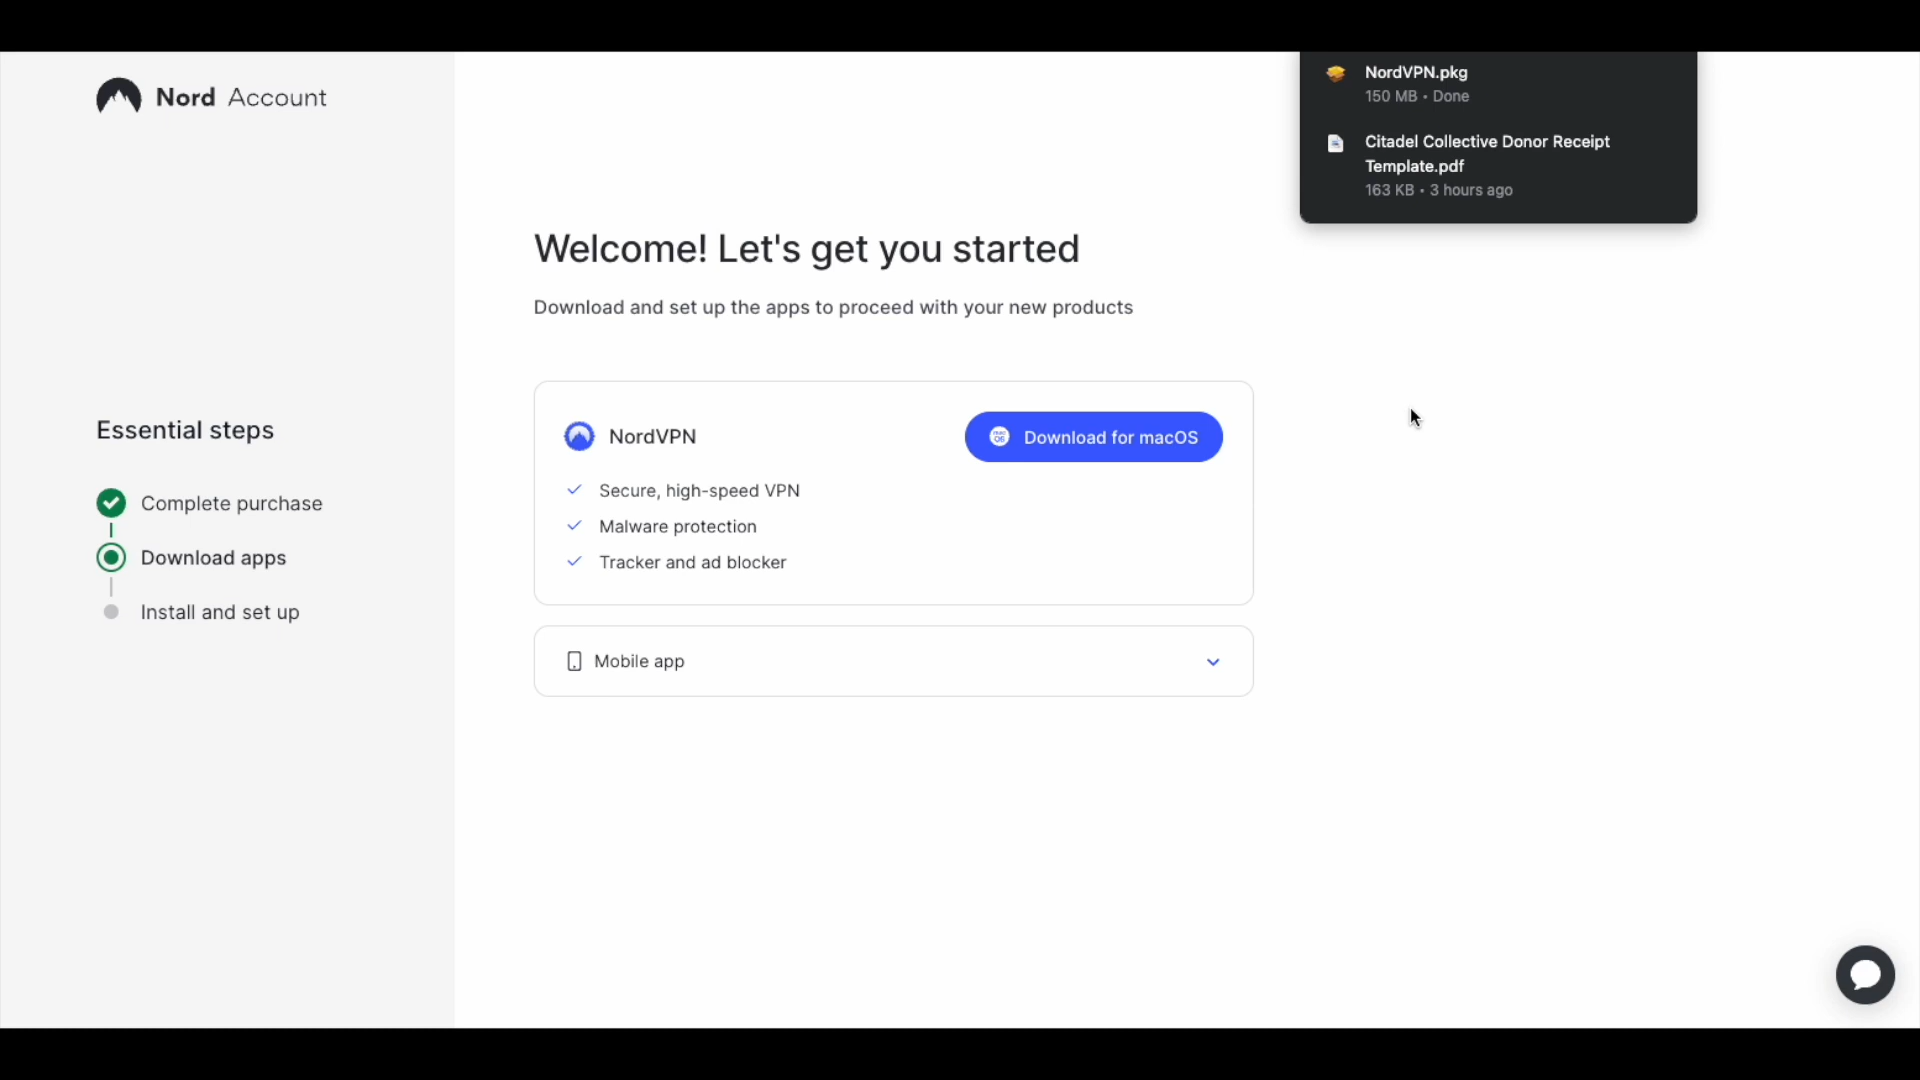 Nord Account
NordVPN.pkg
150 MB • Done
Citadel Collective Donor Receipt
Template.pdf
163 KB • 3 hours ago
Welcome! Let's get you started
Download and set up the apps to proceed with your new products
Essential steps
Complete purchase
Download apps
Install and set up
NordVPN
Download for macOS
Secure, high-speed VPN
Malware protection
Tracker and ad blocker
Mobile app